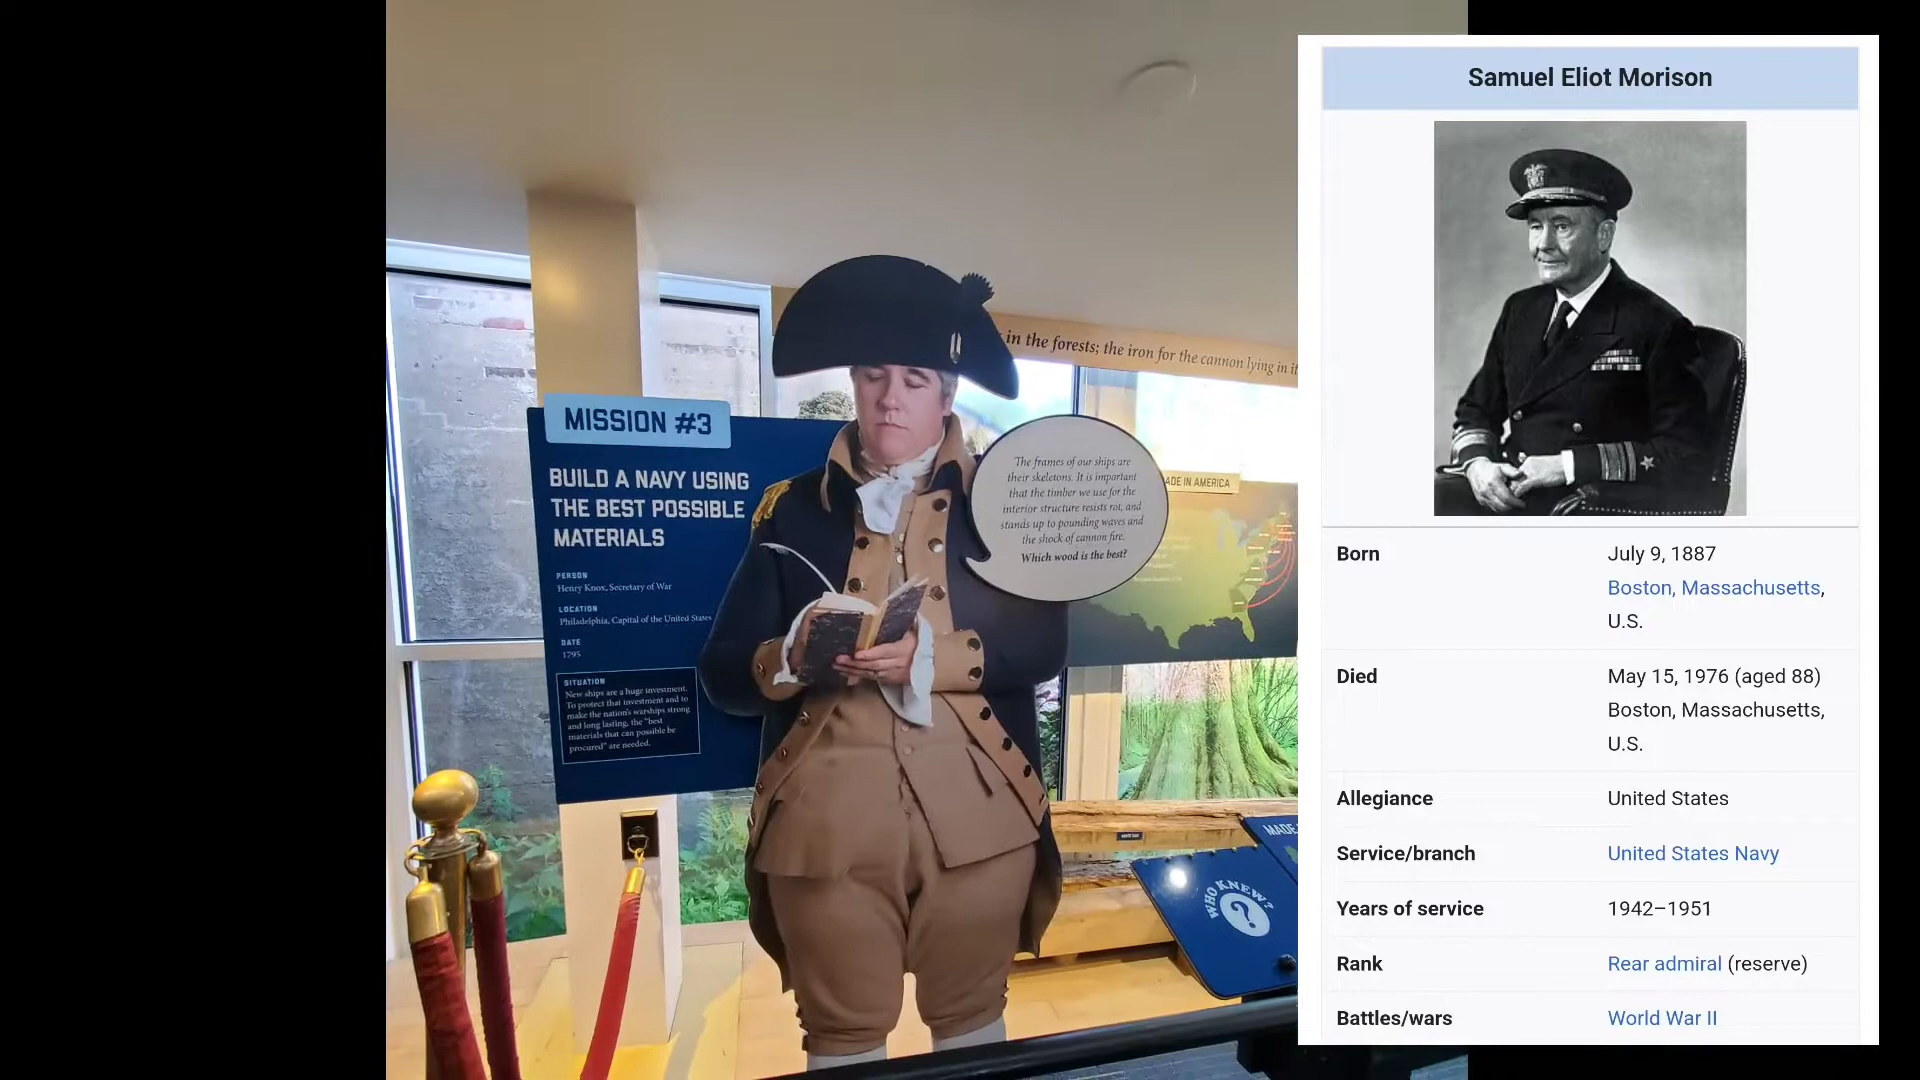 MISSION #3
BUILD A NAVY USING
THE BEST POSSIBLE
MATERIALS
PERSON
Henry Knox, Secretary of War
LOCATION
Philadelphia, Capital of the United States
DATE
1795
SITUATION
New ships are a huge investment.
To protect that investment and to
make the nation's warships strong
and long lasting, the "best
materials that can possible be
procured" are needed.
in the forests; the iron for the cannon lying in
The frames of our ships are
their skeletons. It is important
that the timber we use for the
interior structure resists rot, and
stands up to pounding waves and
the shock of cannon fire.
Which wood is the best?
ADE IN AMERICA
MADE
WHO KNEW?
?
Samuel Eliot Morison
Born July 9, 1887
Boston, Massachusetts,
U.S.
Died May 15, 1976 (aged 88)
Boston, Massachusetts,
U.S.
Allegiance United States
Service/branch United States Navy
Years of service 1942–1951
Rank Rear admiral (reserve)
Battles/wars World War II